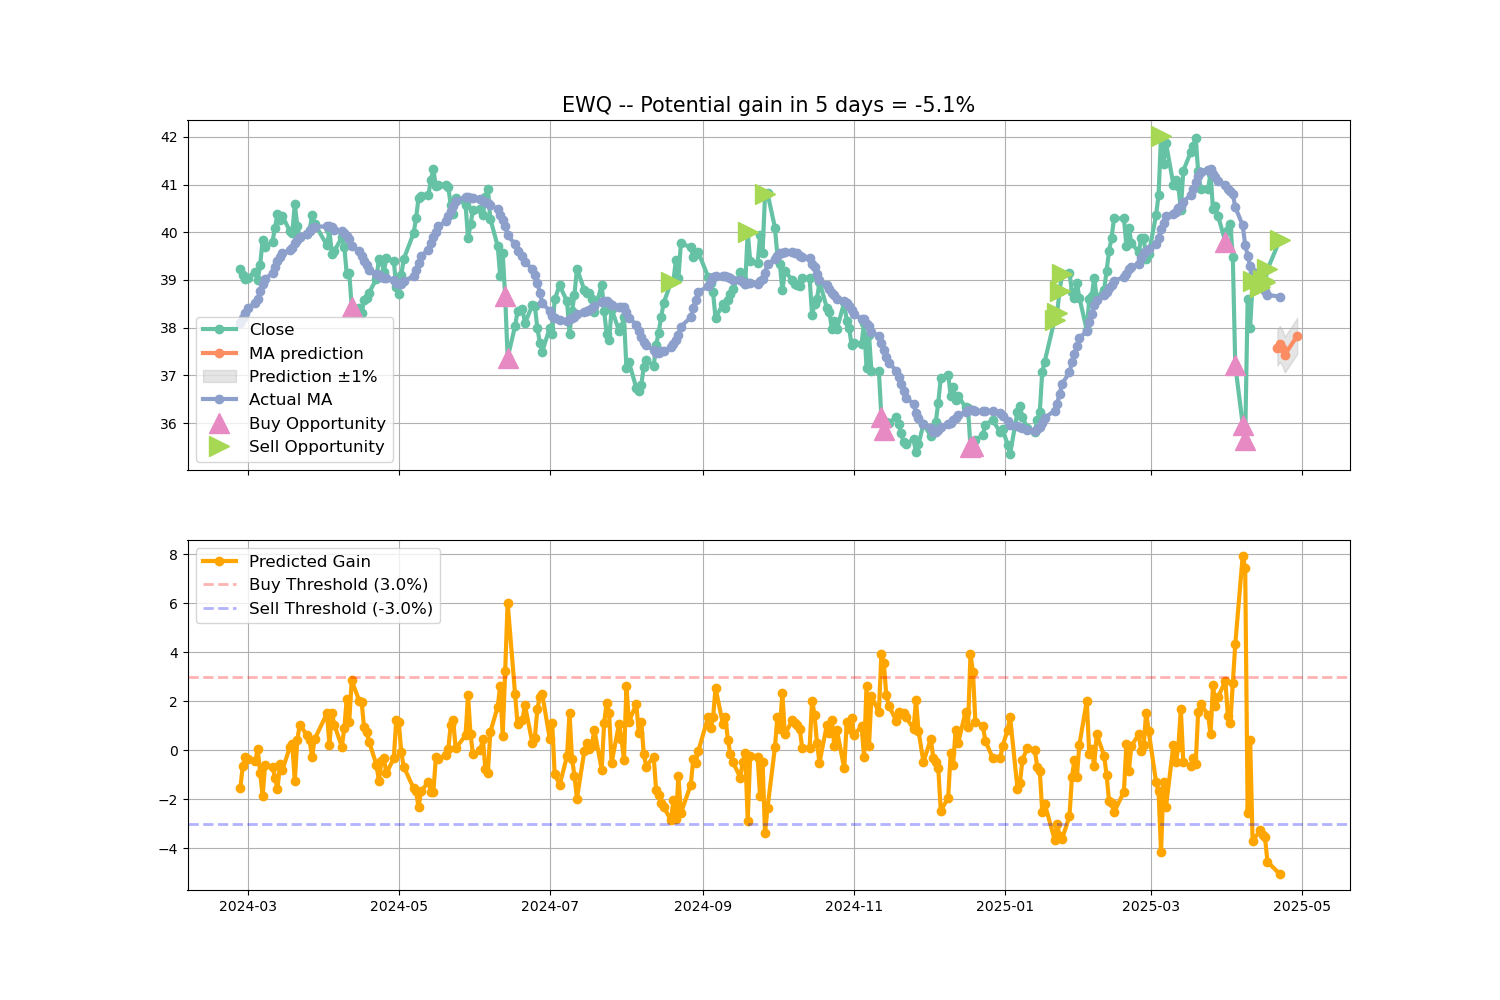 EWQ -- Potential gain in 5 days = -5.1%
42
41
40
39
38
37
36
Close
MA prediction
Prediction ±1%
Actual MA
Buy Opportunity
Sell Opportunity
8
6
4
2
0
−2
−4
Predicted Gain
Buy Threshold (3.0%)
Sell Threshold (-3.0%)
2024-03
2024-05
2024-07
2024-09
2024-11
2025-01
2025-03
2025-05